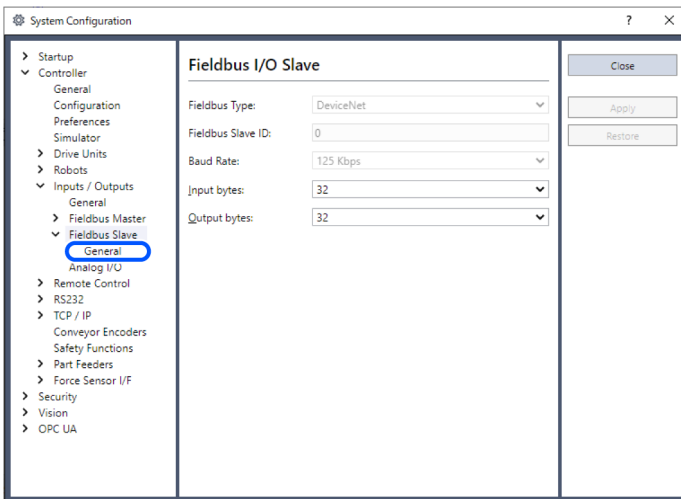 System Configuration
?
Startup
Controller
General
Configuration
Preferences
Simulator
Drive Units
Robots
Inputs / Outputs
General
Fieldbus Master
Fieldbus Slave
General
Analog I/O
Remote Control
RS232
TCP / IP
Conveyor Encoders
Safety Functions
Part Feeders
Force Sensor I/F
Security
Vision
OPC UA
Fieldbus I/O Slave
Fieldbus Type: DeviceNet
Fieldbus Slave ID: 0
Baud Rate: 125 Kbps
Input bytes: 32
Output bytes: 32
Close
Apply
Restore